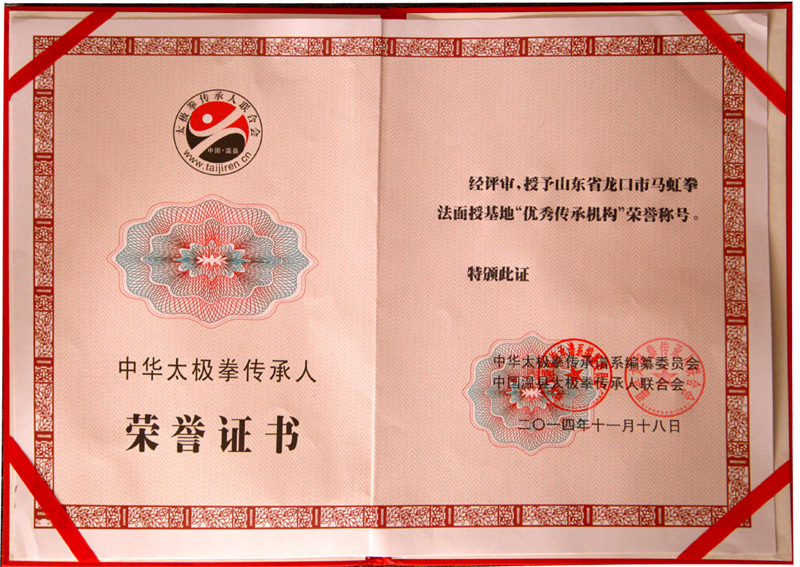 太极拳传承人联合会
中国·温县
www.taijiren.cn
中华太极拳传承人
荣誉证书
经评审，授予山东省龙口市马虹拳
法面授基地“优秀传承机构”荣誉称号。
特颁此证
中华太极拳传承谱系编纂委员会
中国温县太极拳传承人联合会
二〇一四年十一月十八日